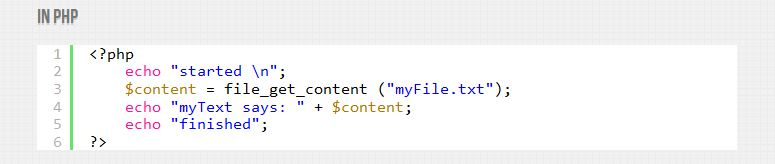 IN PHP
1 <?php
2     echo "started \n";
3     $content = file_get_content ("myFile.txt");
4     echo "myText says: " + $content;
5     echo "finished";
6 ?>